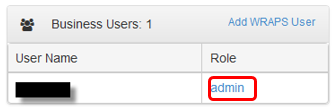 Business Users: 1 Add WRAPS User
User Name Role
admin